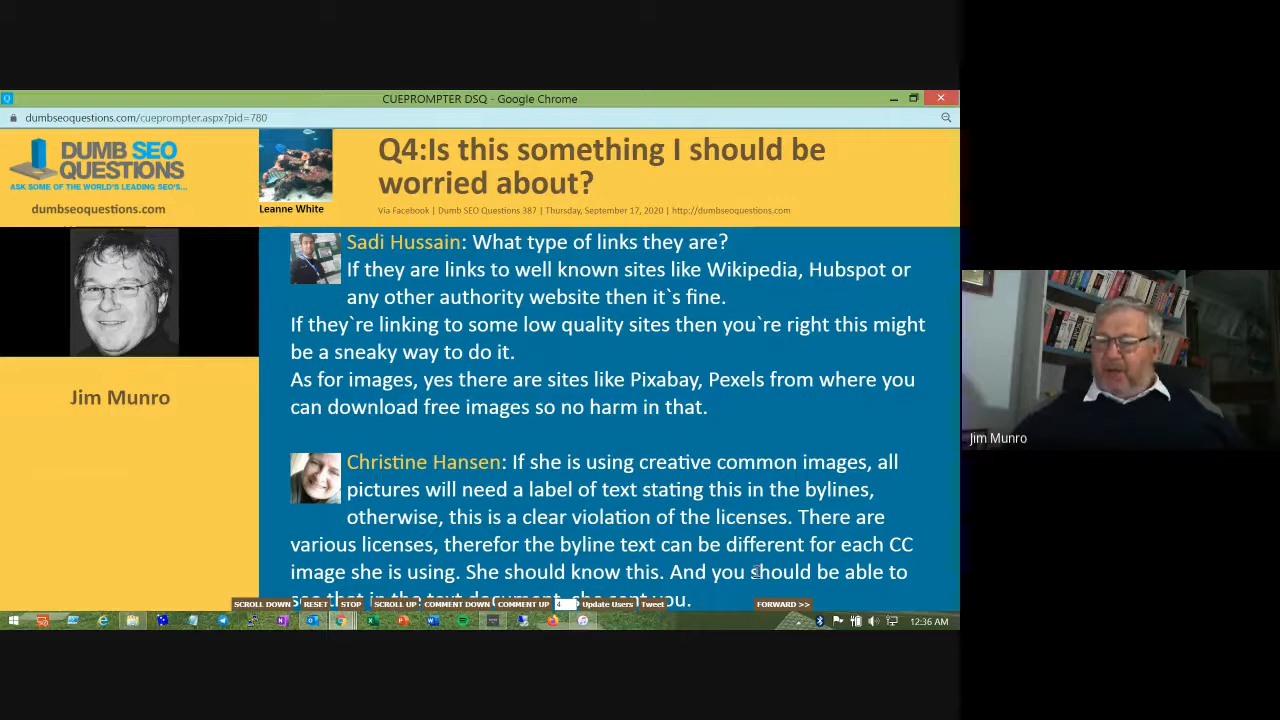 CUEPROMPTER DSQ - Google Chrome
dumbseoquestions.com/cueprompter.aspx?pid=780
DUMB SEO
QUESTIONS
ASK SOME OF THE WORLD'S LEADING SEO'S...
dumbseoquestions.com
Leanne White
Q4:Is this something I should be
worried about?
Via Facebook | Dumb SEO Questions 387 | Thursday, September 17, 2020 | http://dumbseoquestions.com
Jim Munro
Sadi Hussain: What type of links they are?
If they are links to well known sites like Wikipedia, Hubspot or
any other authority website then it`s fine.
If they`re linking to some low quality sites then you`re right this might
be a sneaky way to do it.
As for images, yes there are sites like Pixabay, Pexels from where you
can download free images so no harm in that.
Christine Hansen: If she is using creative common images, all
pictures will need a label of text stating this in the bylines,
otherwise, this is a clear violation of the licenses. There are
various licenses, therefor the byline text can be different for each CC
image she is using. She should know this. And you should be able to
see that in the text document, she sent you.
SCROLL DOWN RESET STOP SCROLL UP COMMENT DOWN COMMENT UP 4 Update Users Tweet FORWARD >>
12:36 AM
Jim Munro